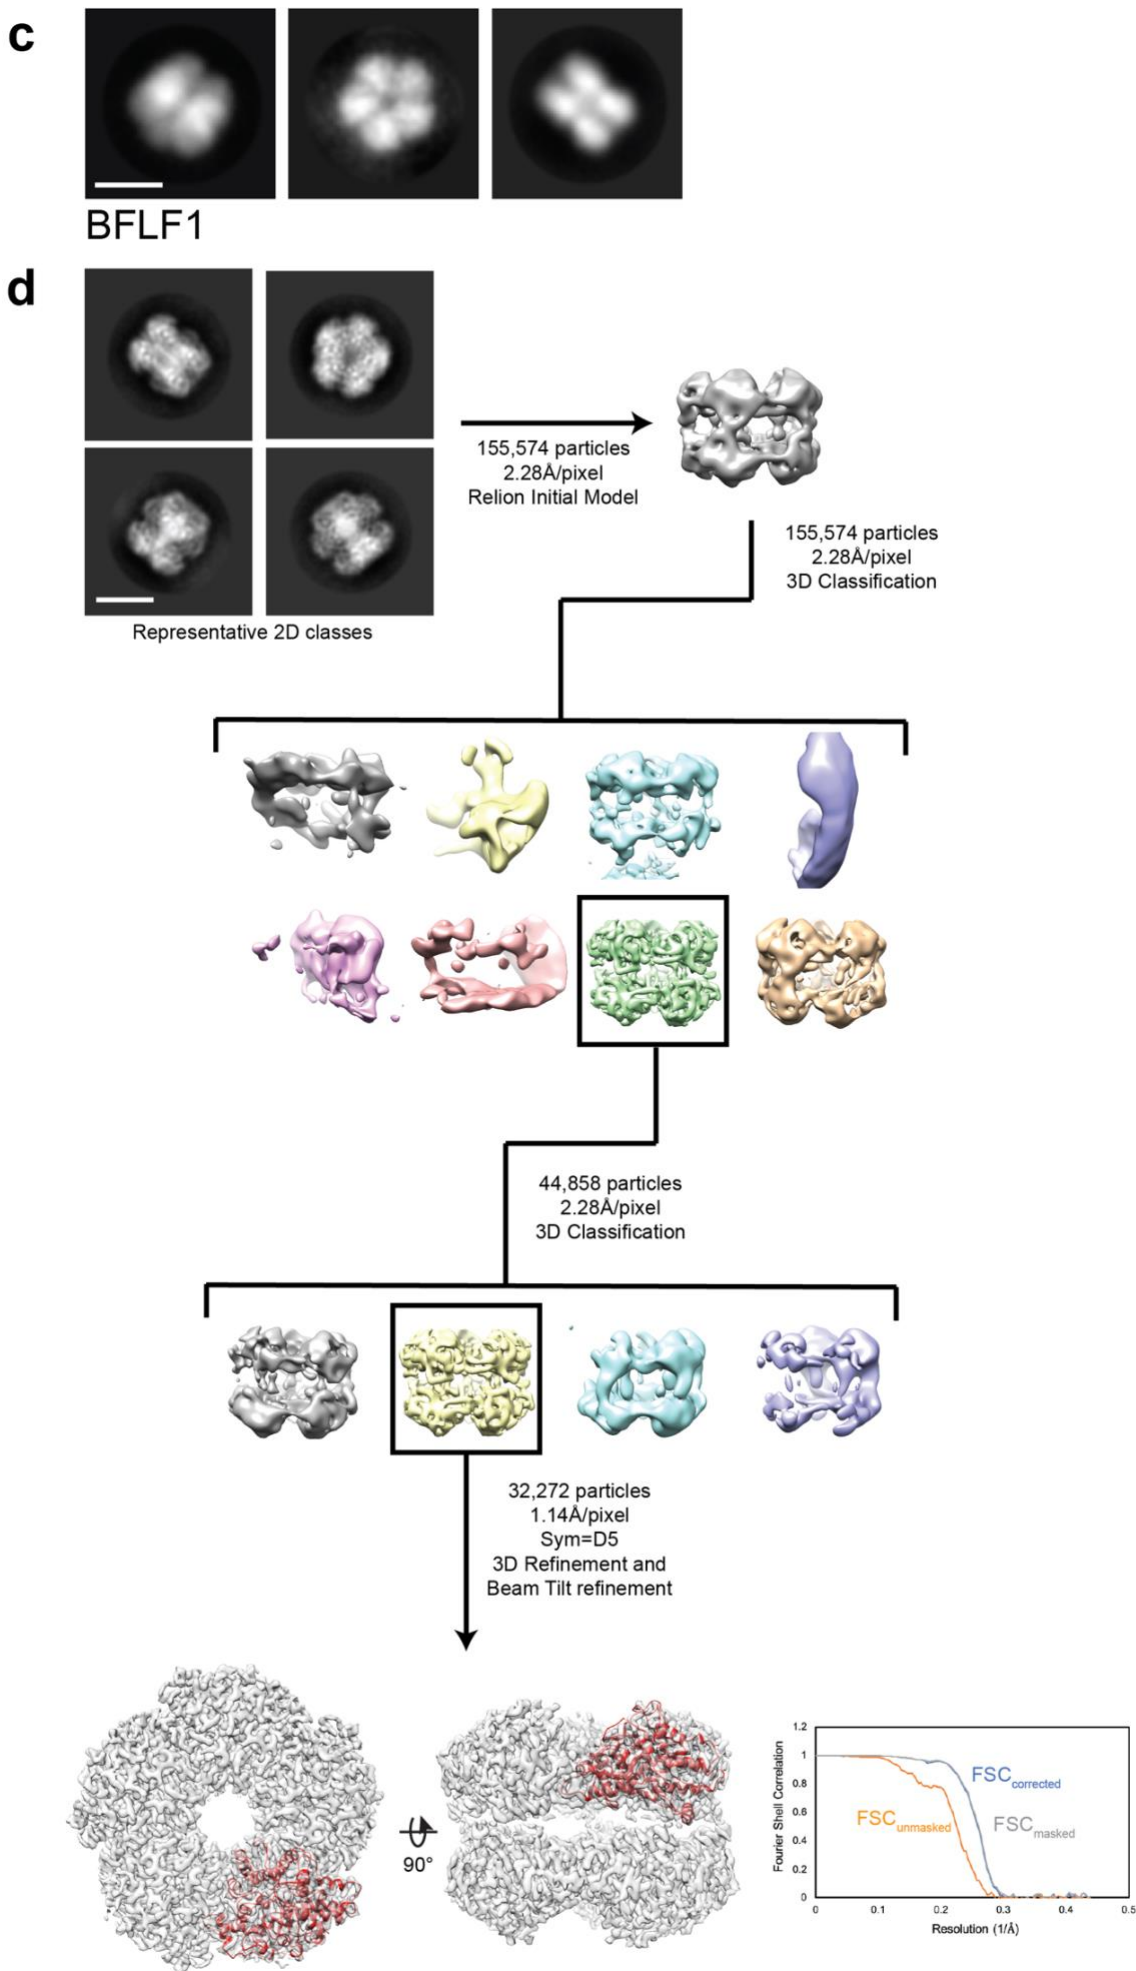 c
BFLF1
d
155,574 particles
2.28Å/pixel
Relion Initial Model
155,574 particles
2.28Å/pixel
3D Classification
Representative 2D classes
44,858 particles
2.28Å/pixel
3D Classification
32,272 particles
1.14Å/pixel
Sym=D5
3D Refinement and
Beam Tilt refinement
90°
Fourier Shell Correlation
1.2
1
0.8
0.6
0.4
0.2
0
FSCcorrected
FSCunmasked
FSCmasked
0 0.1 0.2 0.3 0.4 0.5
Resolution (1/Å)